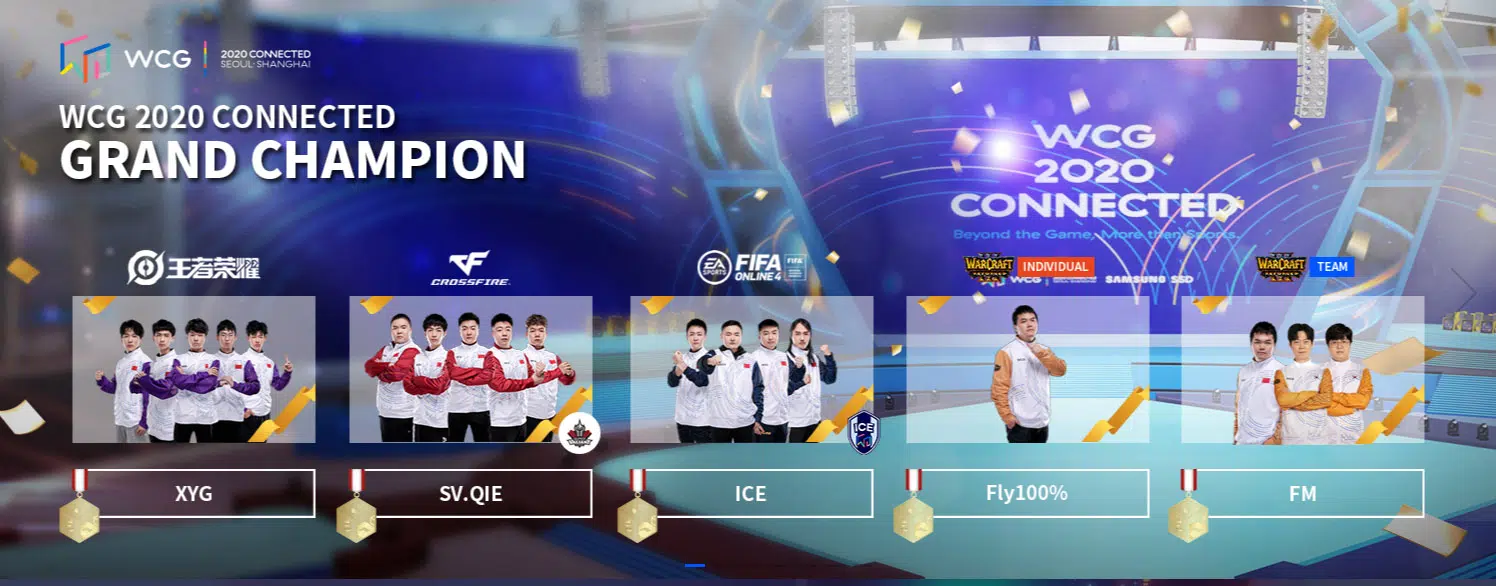 WCG
2020 CONNECTED
SEOUL·SHANGHAI
WCG 2020 CONNECTED
GRAND CHAMPION
WCG
2020
CONNECTED
Beyond the Game, More than Sports.
王者荣耀
CROSSFIRE
EA SPORTS
FIFA
ONLINE 4
FIFA
WARCRAFT
INDIVIDUAL
WCG
SAMSUNG SSD
WARCRAFT
TEAM
ICE
XYG
SV.QIE
ICE
Fly100%
FM